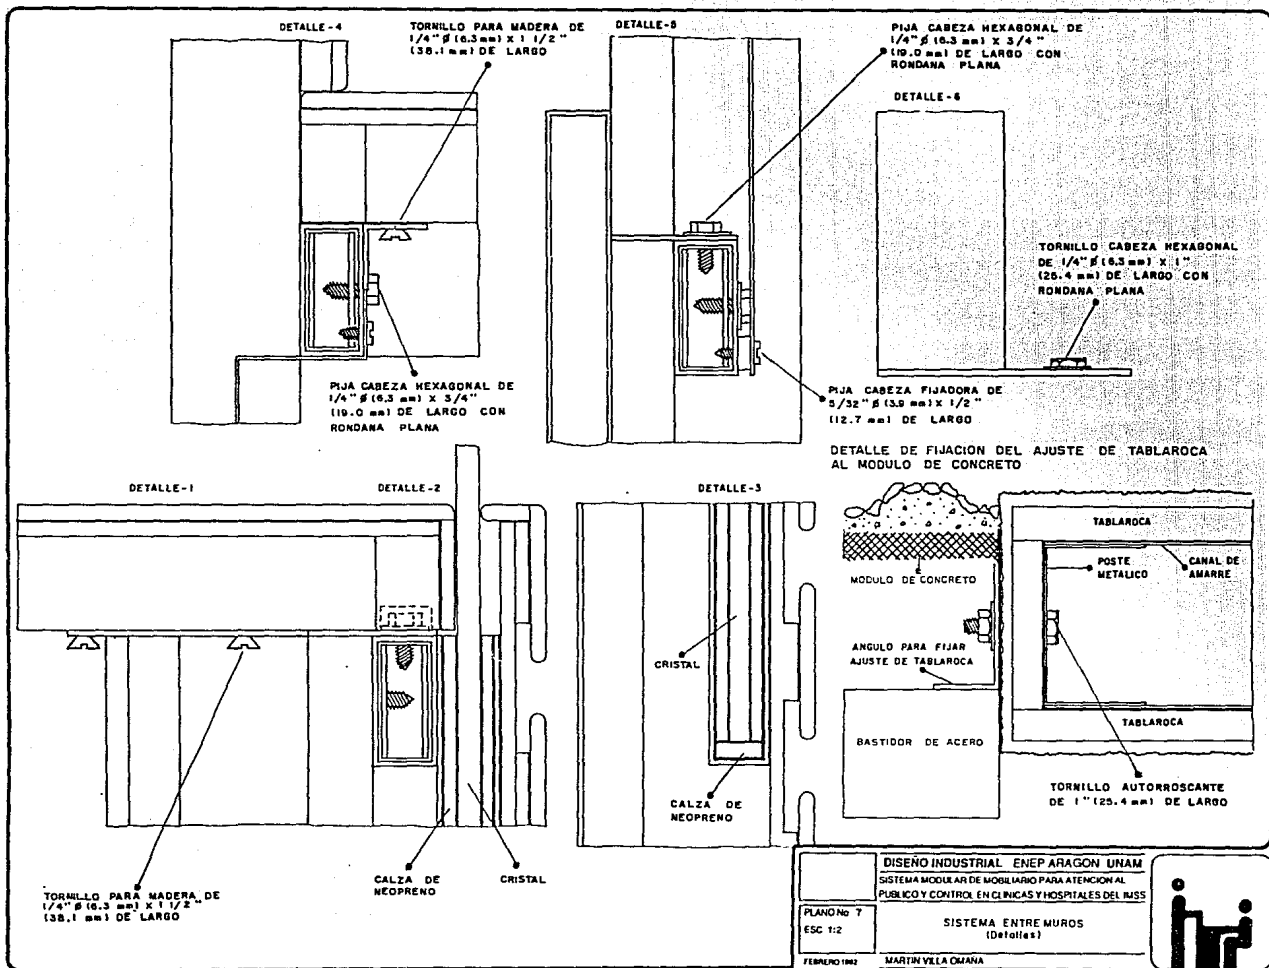 DETALLE-4
TORNILLO PARA MADERA DE
1/4" Ø (6.3 mm) X 1 1/2"
(38.1 mm) DE LARGO
DETALLE-5
PIJA CABEZA HEXAGONAL DE
1/4" Ø (6.3 mm) X 3/4"
(19.0 mm) DE LARGO CON
RONDANA PLANA
DETALLE-6
TORNILLO CABEZA HEXAGONAL
DE 1/4" Ø (6.3 mm) X 1"
(25.4 mm) DE LARGO CON
RONDANA PLANA
PIJA CABEZA HEXAGONAL DE
1/4" Ø (6.3 mm) X 3/4"
(19.0 mm) DE LARGO CON
RONDANA PLANA
PIJA CABEZA FIJADORA DE
5/32" Ø (3.9 mm) X 1/2"
(12.7 mm) DE LARGO
DETALLE DE FIJACION DEL AJUSTE DE TABLAROCA
AL MODULO DE CONCRETO
DETALLE-1
DETALLE-2
DETALLE-3
TABLAROCA
POSTE
METALICO
CANAL DE
AMARRE
MODULO DE CONCRETO
ANGULO PARA FIJAR
AJUSTE DE TABLAROCA
CRISTAL
TABLAROCA
BASTIDOR DE ACERO
TORNILLO AUTORROSCANTE
DE 1" (25.4 mm) DE LARGO
CALZA DE
NEOPRENO
CALZA DE
NEOPRENO
CRISTAL
TORNILLO PARA MADERA DE
1/4" Ø (6.3 mm) X 1 1/2"
(38.1 mm) DE LARGO
DISEÑO INDUSTRIAL ENEP ARAGON UNAM
SISTEMA MODULAR DE MOBILIARIO PARA ATENCION AL
PUBLICO Y CONTROL EN CLINICAS Y HOSPITALES DEL IMSS
PLANO No 7
ESC 1:2
SISTEMA ENTRE MUROS
(Detalles)
FEBRERO 1992
MARTIN VILLA OMAÑA